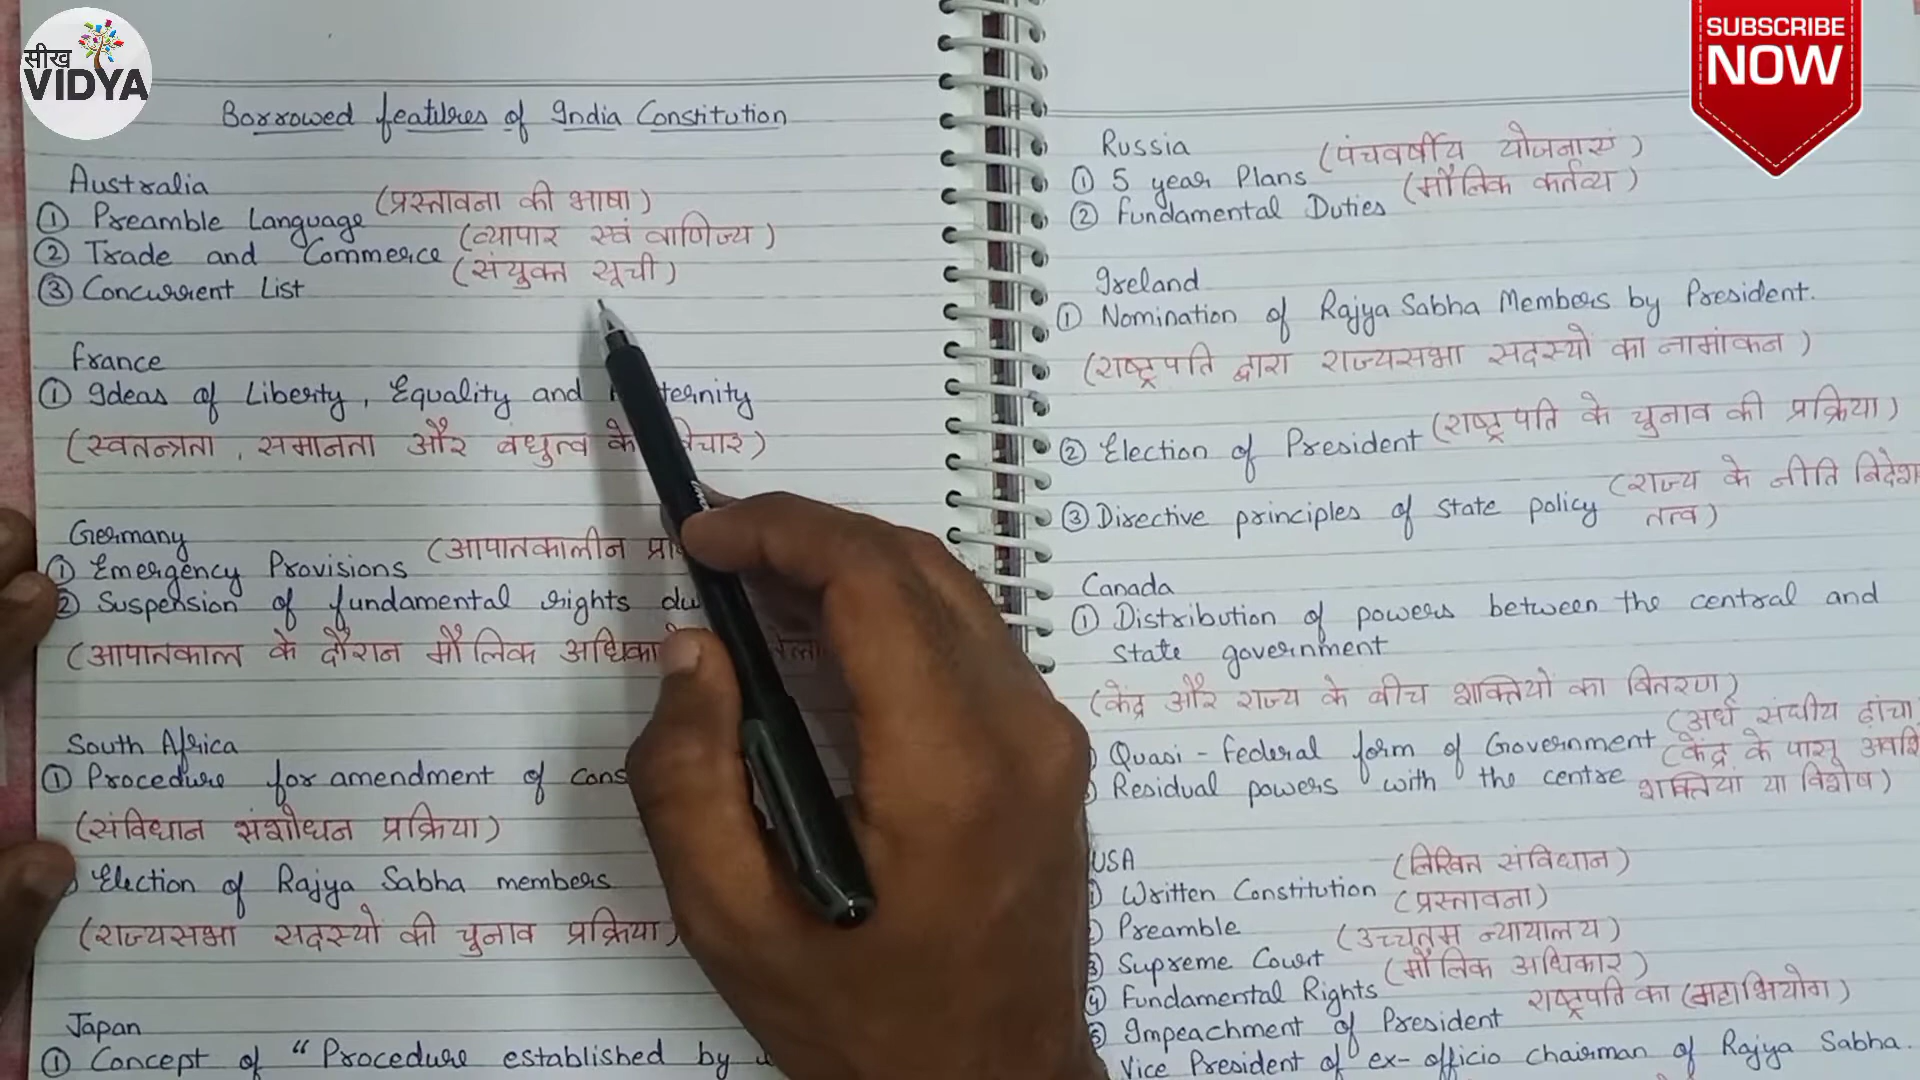 सीख
VIDYA
SUBSCRIBE
NOW
Borrowed features of India Constitution
Australia
① Preamble Language (प्रस्तावना की भाषा)
② Trade and Commerce (व्यापार एवं वाणिज्य)
③ Concurrent List (संयुक्त सूची)
France
① Ideas of Liberty, Equality and ternity
(स्वतन्त्रता, समानता और बंधुत्व के)
Germany
① Emergency Provisions (आपातकालीन
② Suspension of fundamental rights
(आपातकाल के दौरान मौलिक
South Africa
① Procedure for amendment of cons
(संविधान संशोधन प्रक्रिया)
Election of Rajya Sabha members
(राज्यसभा सदस्यों की चुनाव प्रक्रिया)
Japan
① Concept of "Procedure established by
Russia
① 5 year Plans (पंचवर्षीय योजनाएं)
② Fundamental Duties (मौलिक कर्तव्य)
Ireland
① Nomination of Rajya Sabha Members by President.
(राष्ट्रपति द्वारा राज्यसभा सदस्यों का नामांकन)
② Election of President (राष्ट्रपति के चुनाव की प्रक्रिया)
③ Directive principles of state policy (राज्य के नीति निदेश
तत्व)
Canada
① Distribution of powers between the central and
state government
(केंद्र और राज्य के बीच शक्तियों का वितरण)
Quasi-federal form of Government (अर्ध संघीय ढांचा
Residual powers with the centre (केंद्र के पास अवशि
शक्तियां या विशेष)
USA
① Written Constitution (लिखित संविधान)
Preamble (प्रस्तावना)
③ Supreme Court (उच्चतम न्यायालय)
④ Fundamental Rights (मौलिक अधिकार)
⑤ Impeachment of President राष्ट्रपति का (महाभियोग)
Vice President of ex-officio chairman of Rajya Sabha.